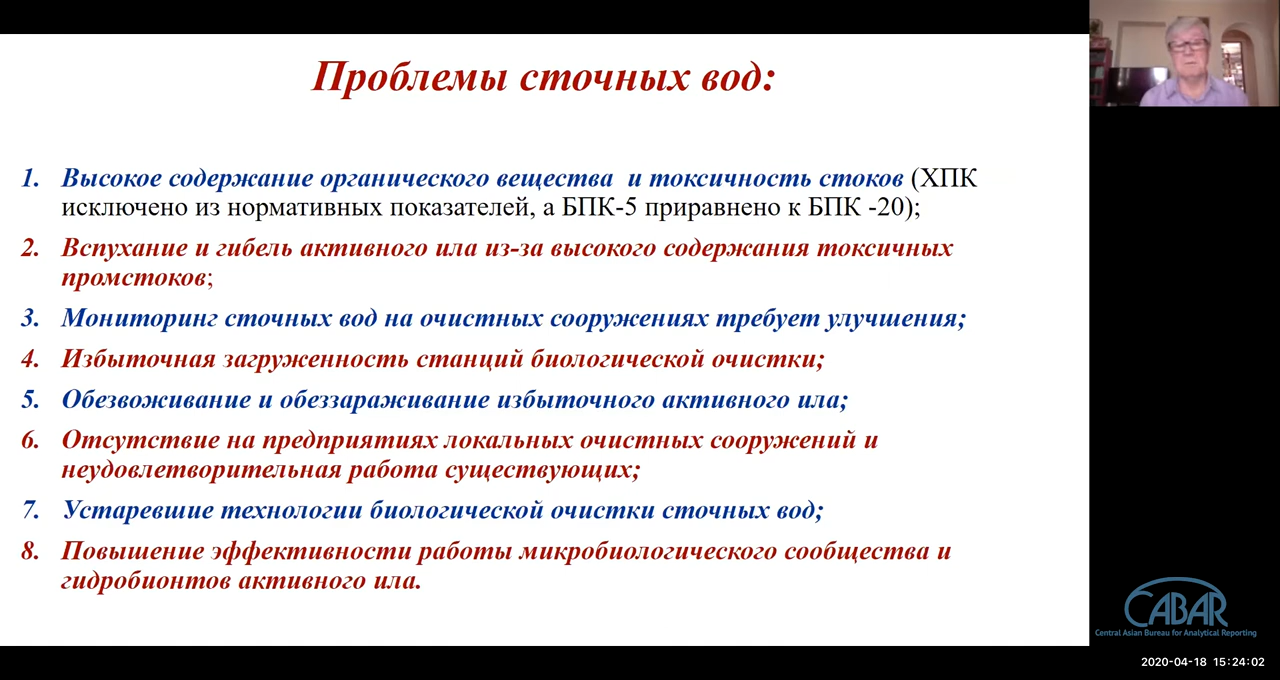 Проблемы сточных вод:
1. Высокое содержание органического вещества и токсичность стоков (ХПК
исключено из нормативных показателей, а БПК-5 приравнено к БПК -20);
2. Вспухание и гибель активного ила из-за высокого содержания токсичных
промстоков;
3. Мониторинг сточных вод на очистных сооружениях требует улучшения;
4. Избыточная загруженность станций биологической очистки;
5. Обезвоживание и обеззараживание избыточного активного ила;
6. Отсутствие на предприятиях локальных очистных сооружений и
неудовлетворительная работа существующих;
7. Устаревшие технологии биологической очистки сточных вод;
8. Повышение эффективности работы микробиологического сообщества и
гидробионтов активного ила.
CABAR
Central Asian Bureau for Analytical Reporting
2020-04-18 15:24:02